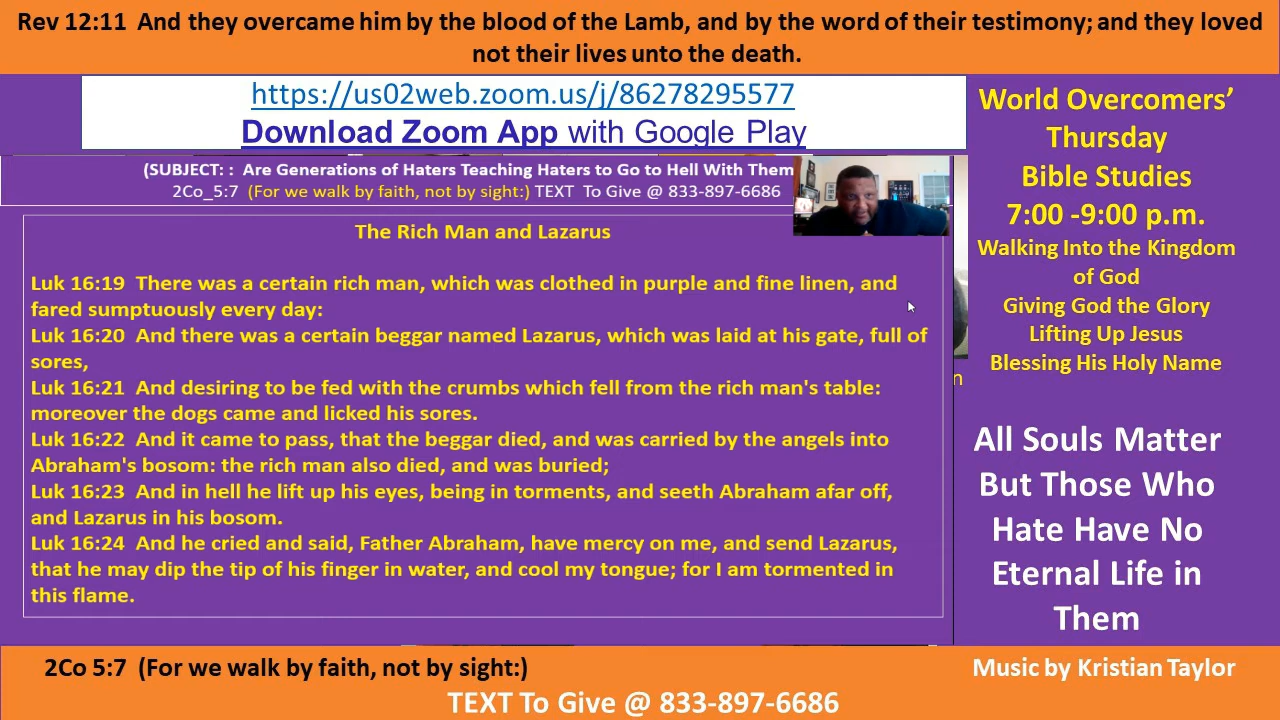 Rev 12:11  And they overcame him by the blood of the Lamb, and by the word of their testimony; and they loved
not their lives unto the death.
https://us02web.zoom.us/j/86278295577
Download Zoom App with Google Play
(SUBJECT: :  Are Generations of Haters Teaching Haters to Go to Hell With Them
2Co_5:7  (For we walk by faith, not by sight:) TEXT  To Give @ 833-897-6686
The Rich Man and Lazarus
Luk 16:19  There was a certain rich man, which was clothed in purple and fine linen, and
fared sumptuously every day:
Luk 16:20  And there was a certain beggar named Lazarus, which was laid at his gate, full of
sores,
Luk 16:21  And desiring to be fed with the crumbs which fell from the rich man's table:
moreover the dogs came and licked his sores.
Luk 16:22  And it came to pass, that the beggar died, and was carried by the angels into
Abraham's bosom: the rich man also died, and was buried;
Luk 16:23  And in hell he lift up his eyes, being in torments, and seeth Abraham afar off,
and Lazarus in his bosom.
Luk 16:24  And he cried and said, Father Abraham, have mercy on me, and send Lazarus,
that he may dip the tip of his finger in water, and cool my tongue; for I am tormented in
this flame.
n
World Overcomers’
Thursday
Bible Studies
7:00 -9:00 p.m.
Walking Into the Kingdom
of God
Giving God the Glory
Lifting Up Jesus
Blessing His Holy Name
All Souls Matter
But Those Who
Hate Have No
Eternal Life in
Them
2Co 5:7  (For we walk by faith, not by sight:)
Music by Kristian Taylor
TEXT To Give @ 833-897-6686